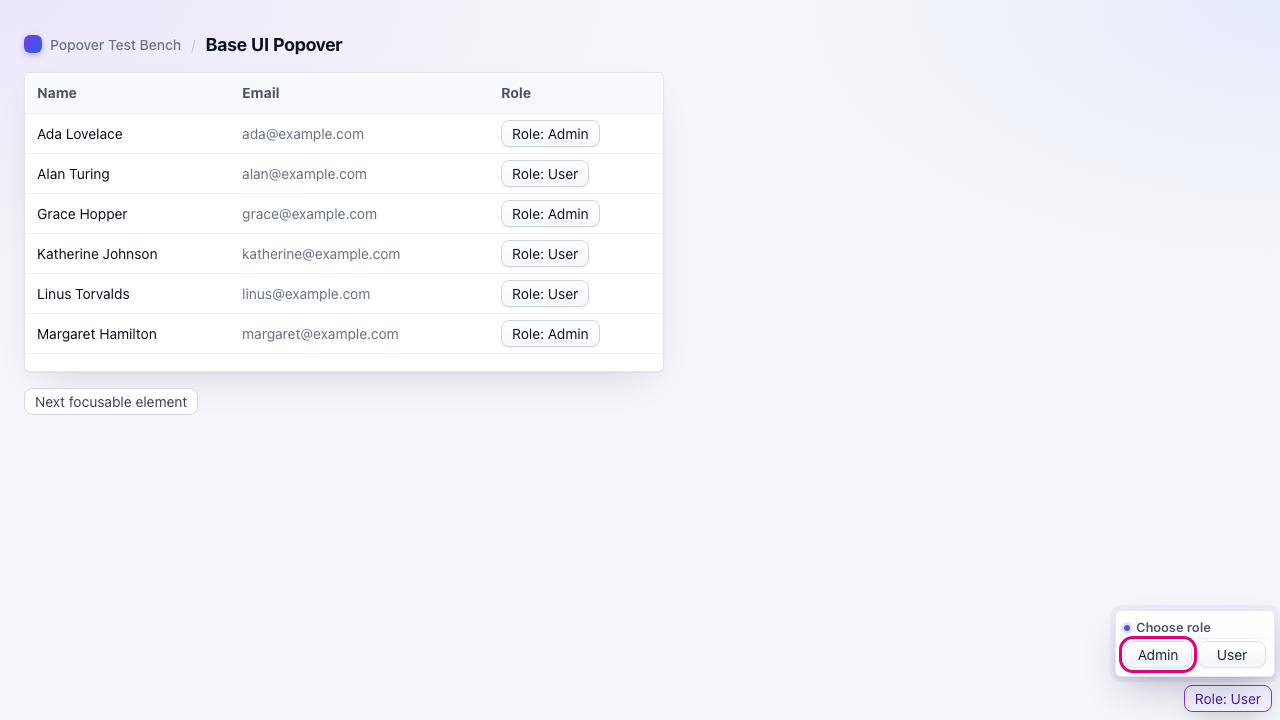 Popover Test Bench / Base UI Popover
Name Email Role
Ada Lovelace ada@example.com Role: Admin
Alan Turing alan@example.com Role: User
Grace Hopper grace@example.com Role: Admin
Katherine Johnson katherine@example.com Role: User
Linus Torvalds linus@example.com Role: User
Margaret Hamilton margaret@example.com Role: Admin
Next focusable element
Choose role
Admin User
Role: User